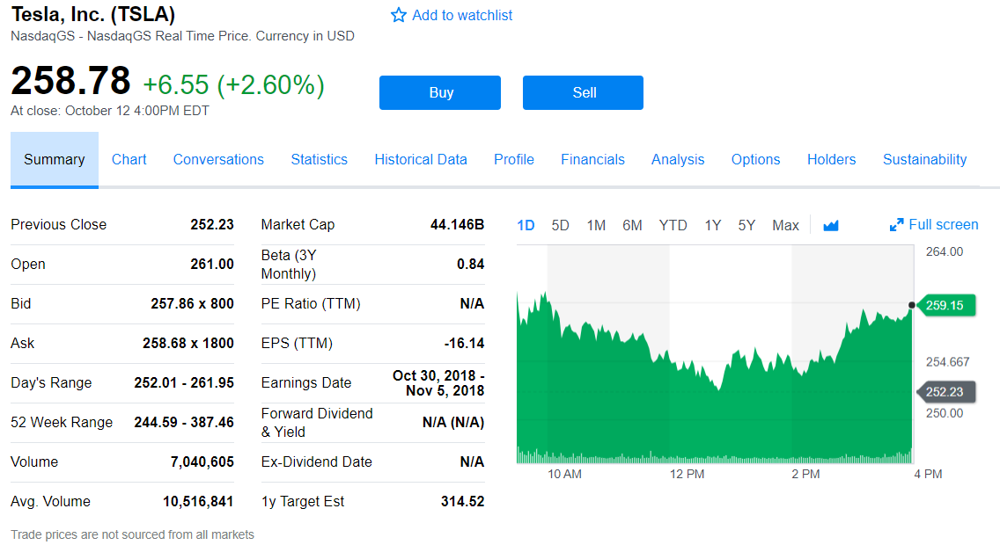 Tesla, Inc. (TSLA)
Add to watchlist
NasdaqGS - NasdaqGS Real Time Price. Currency in USD
258.78 +6.55 (+2.60%)
Buy
Sell
At close: October 12 4:00PM EDT
Summary Chart Conversations Statistics Historical Data Profile Financials Analysis Options Holders Sustainability
Previous Close 252.23
Open 261.00
Bid 257.86 x 800
Ask 258.68 x 1800
Day's Range 252.01 - 261.95
52 Week Range 244.59 - 387.46
Volume 7,040,605
Avg. Volume 10,516,841
Market Cap 44.146B
Beta (3Y
Monthly) 0.84
PE Ratio (TTM) N/A
EPS (TTM) -16.14
Earnings Date Oct 30, 2018 -
Nov 5, 2018
Forward Dividend
& Yield N/A (N/A)
Ex-Dividend Date N/A
1y Target Est 314.52
1D 5D 1M 6M YTD 1Y 5Y Max
Full screen
264.00
259.15
254.667
252.23
250.00
10 AM 12 PM 2 PM 4 PM
Trade prices are not sourced from all markets